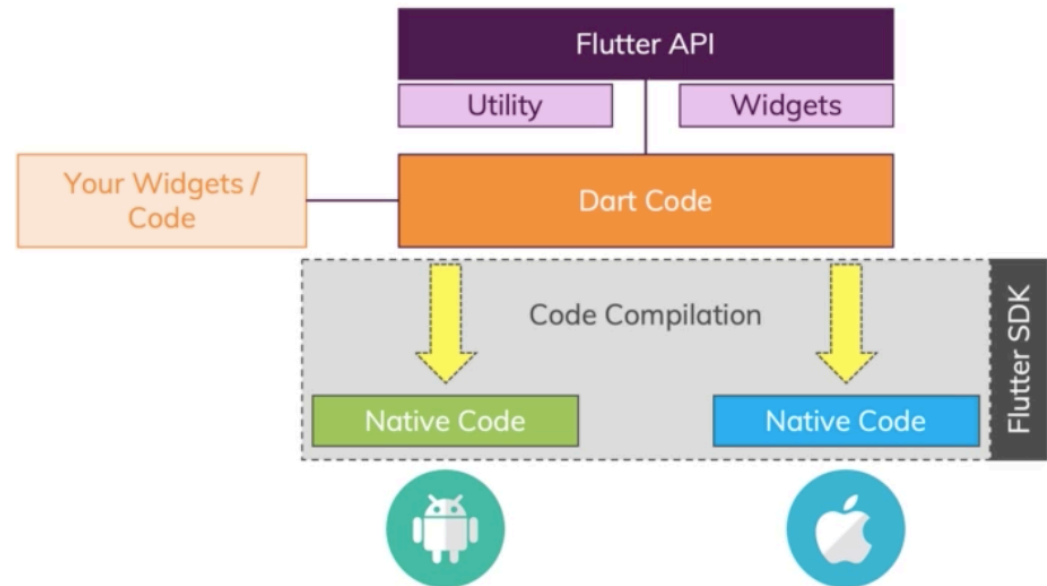 Flutter API
Utility
Widgets
Your Widgets /
Code
Dart Code
Code Compilation
Flutter SDK
Native Code
Native Code